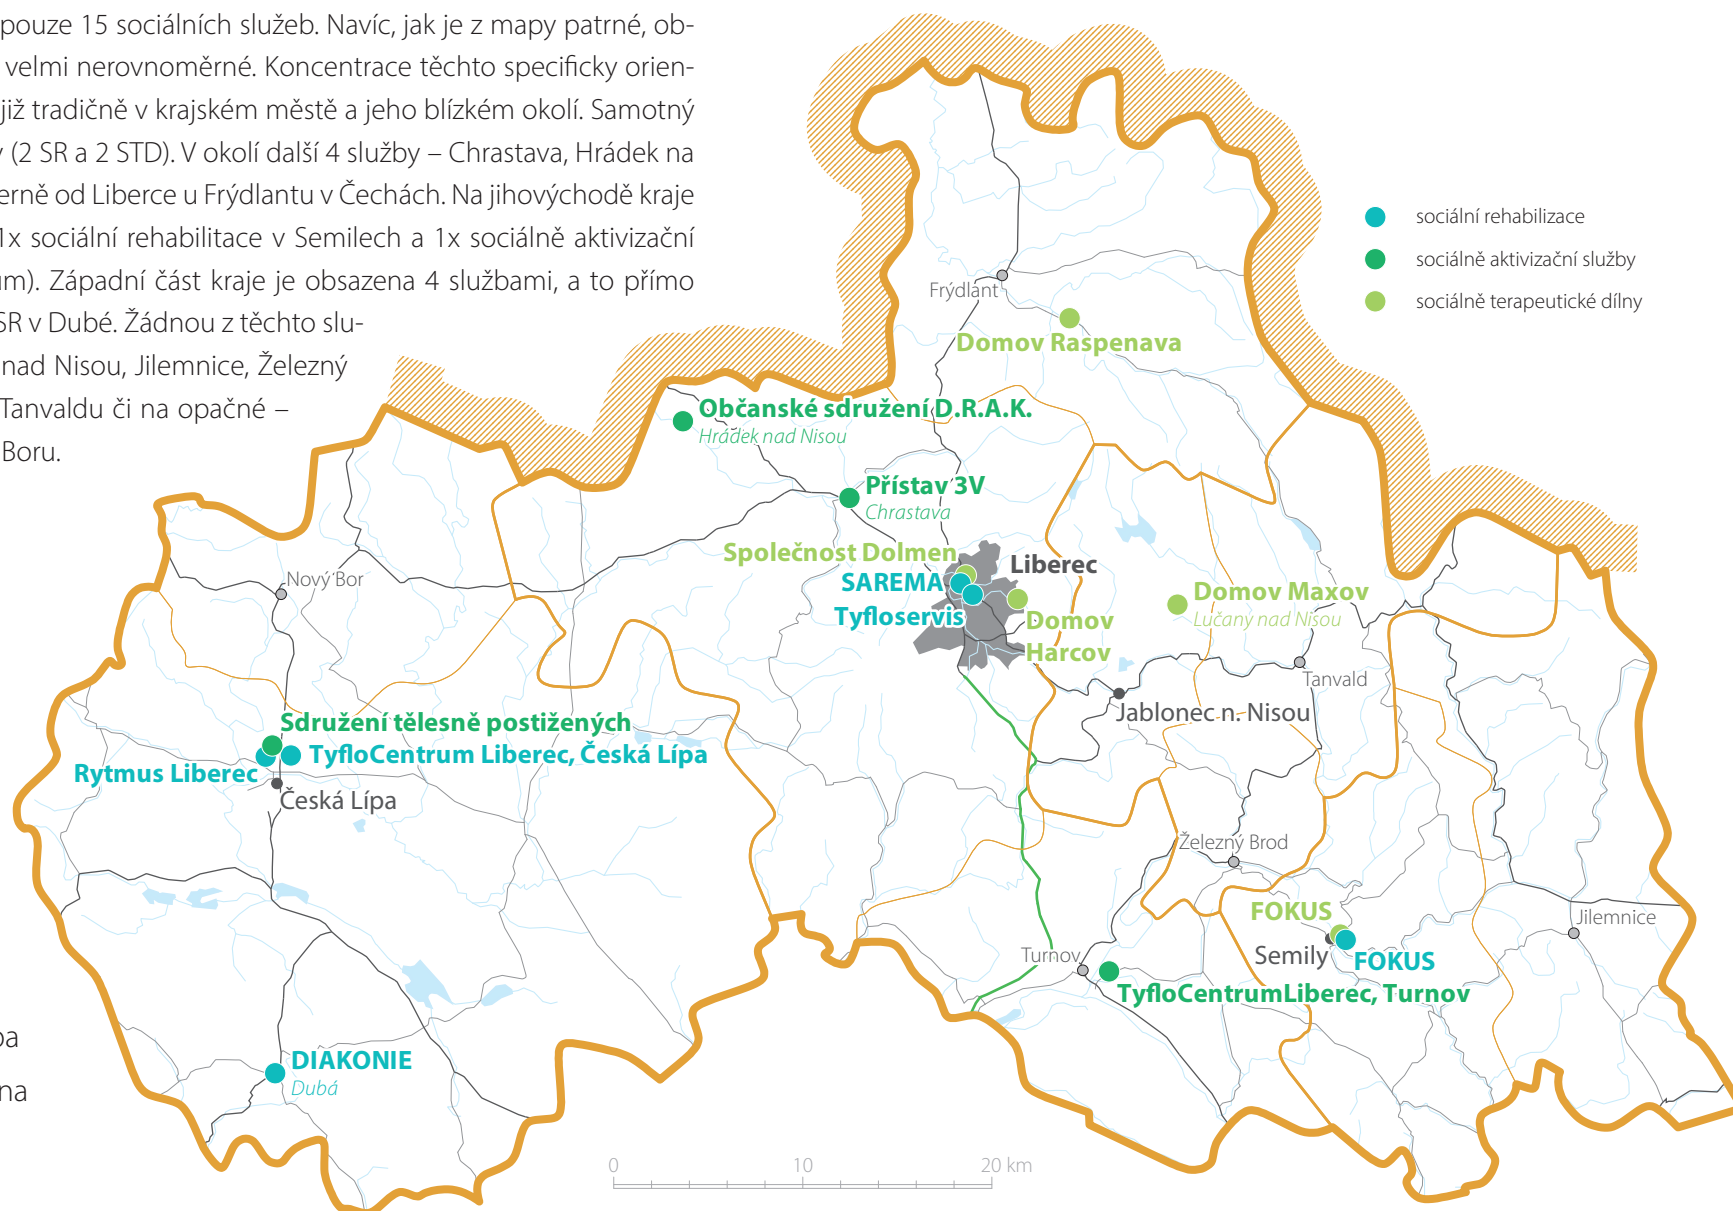 pouze 15 sociálních služeb. Navíc, jak je z mapy patrné, ob-
velmi nerovnoměrné. Koncentrace těchto specificky orien-
již tradičně v krajském městě a jeho blízkém okolí. Samotný
(2 SR a 2 STD). V okolí další 4 služby – Chrastava, Hrádek na
erně od Liberce u Frýdlantu v Čechách. Na jihovýchodě kraje
1x sociální rehabilitace v Semilech a 1x sociálně aktivizační
um). Západní část kraje je obsazena 4 službami, a to přímo
SR v Dubé. Žádnou z těchto slu-
nad Nisou, Jilemnice, Železný
Tanvaldu či na opačné –
Boru.
sociální rehabilizace
sociálně aktivizační služby
sociálně terapeutické dílny
Frýdlant
Domov Raspenava
Občanské sdružení D.R.A.K.
Hrádek nad Nisou
Přístav 3V
Chrastava
Společnost Dolmen
Liberec
SAREMA
Tyfloservis
Domov
Harcov
Domov Maxov
Lučany nad Nisou
Nový Bor
Tanvald
Jablonec n. Nisou
Sdružení tělesně postižených
TyfloCentrum Liberec, Česká Lípa
Rytmus Liberec
Česká Lípa
Železný Brod
FOKUS
Semily
FOKUS
Jilemnice
Turnov
TyfloCentrumLiberec, Turnov
pa
na
DIAKONIE
Dubá
0 10 20 km